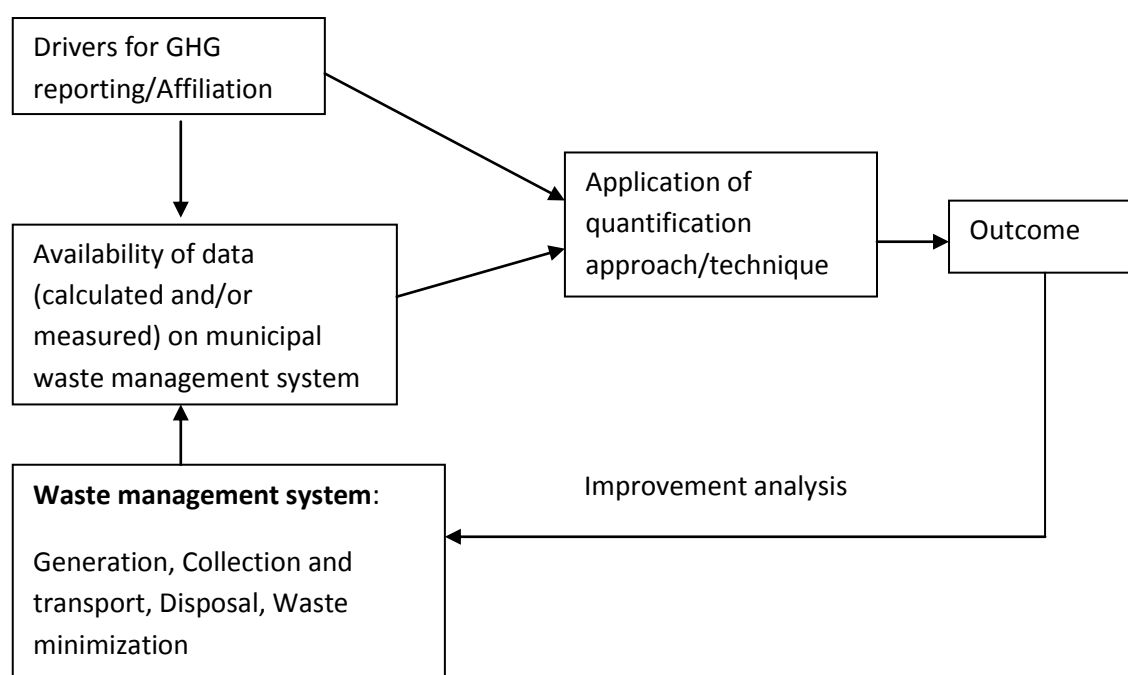 Drivers for GHG
reporting/Affiliation
Application of
quantification
approach/technique
Outcome
Availability of data
(calculated and/or
measured) on municipal
waste management system
Waste management system:
Generation, Collection and
transport, Disposal, Waste
minimization
Improvement analysis